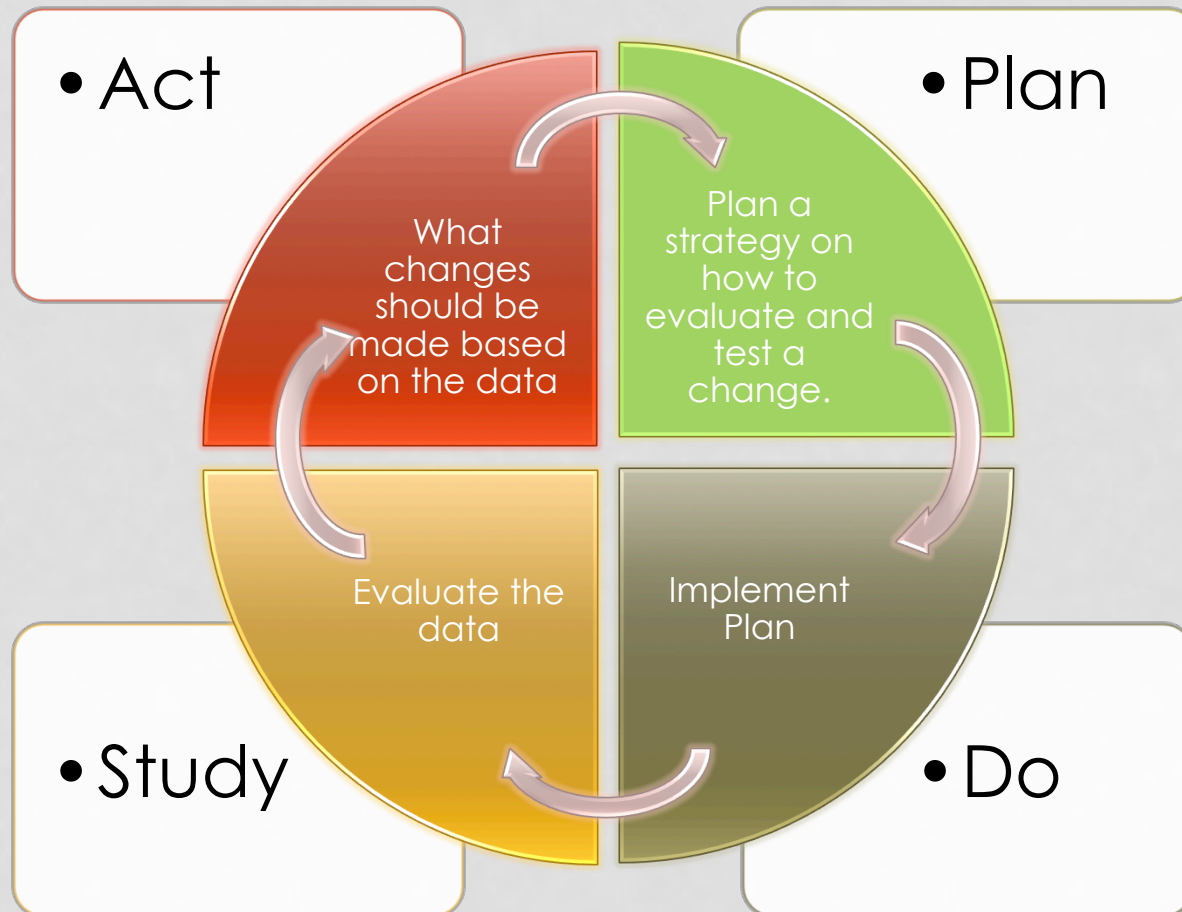 • Act
What
changes
should be
made based
on the data
• Plan
Plan a
strategy on
how to
evaluate and
test a
change.
• Study
Evaluate the
data
• Do
Implement
Plan